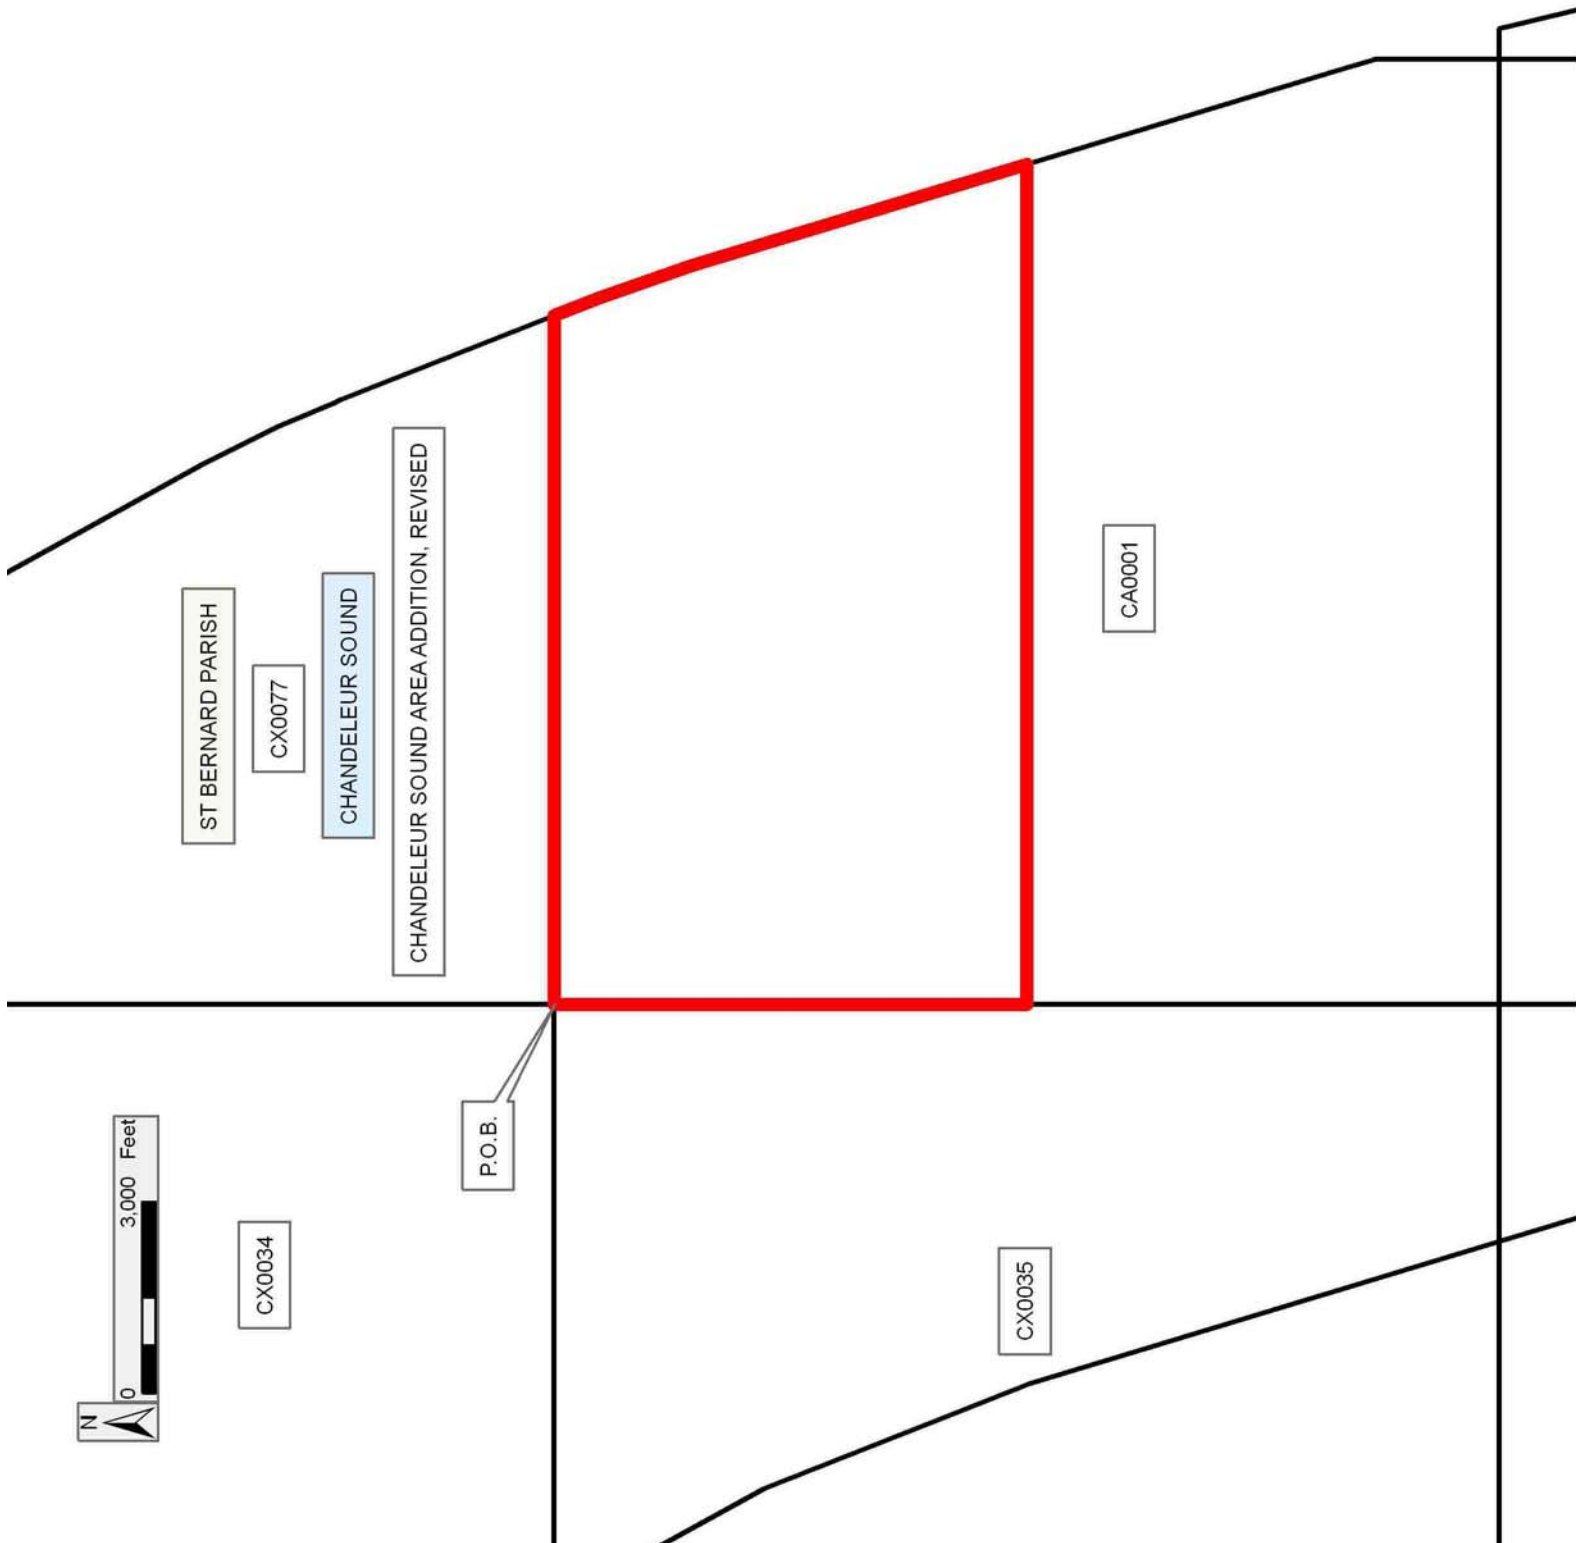 ST BERNARD PARISH
CX0077
CHANDELEUR SOUND
CHANDELEUR SOUND AREA ADDITION, REVISED
CA0001
P.O.B.
CX0034
CX0035
N
0 3,000 Feet